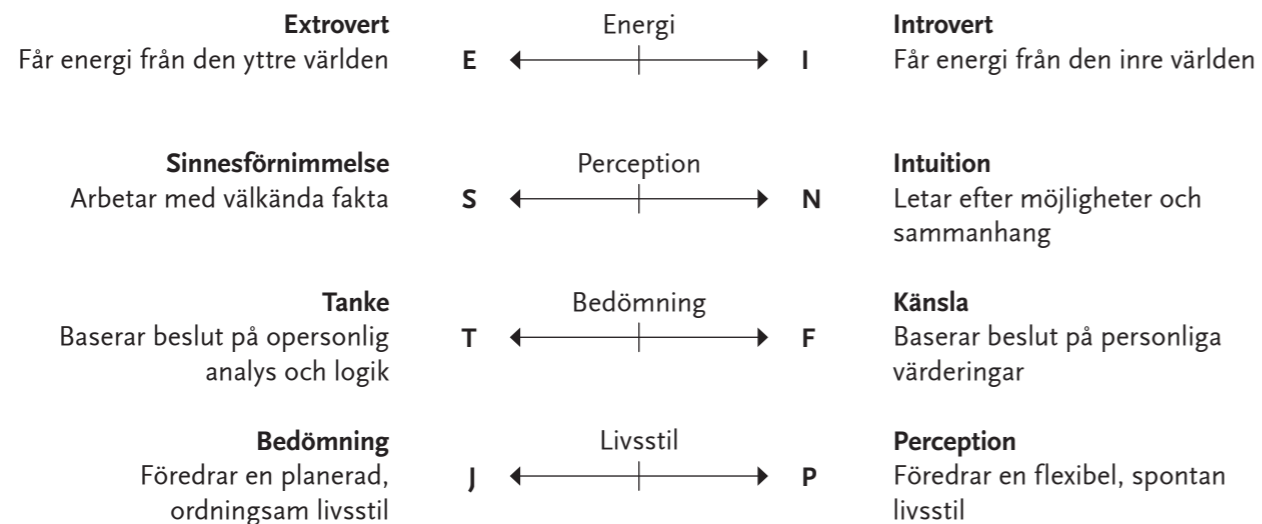 Extrovert
Får energi från den yttre världen
E
Energi
I
Introvert
Får energi från den inre världen
Sinnesförnimmelse
Arbetar med välkända fakta
S
Perception
N
Intuition
Letar efter möjligheter och
sammanhang
Tanke
Baserar beslut på opersonlig
analys och logik
T
Bedömning
F
Känsla
Baserar beslut på personliga
värderingar
Bedömning
Föredrar en planerad,
ordningsam livsstil
J
Livsstil
P
Perception
Föredrar en flexibel, spontan
livsstil